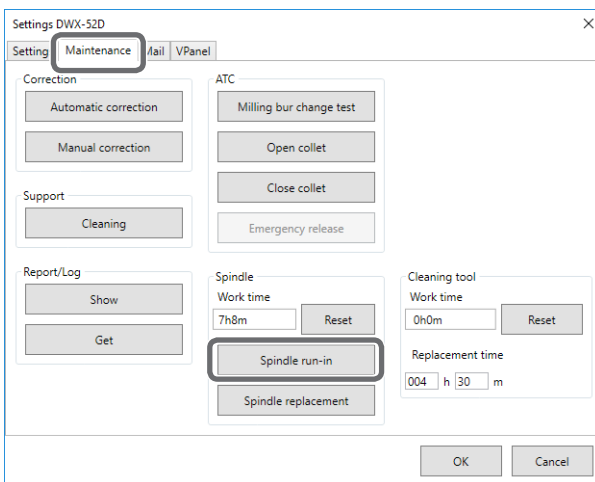 Settings DWX-52D
Setting Maintenance Mail VPanel
Correction
Automatic correction
Manual correction
Support
Cleaning
Report/Log
Show
Get
ATC
Milling bur change test
Open collet
Close collet
Emergency release
Spindle
Work time
7h8m Reset
Spindle run-in
Spindle replacement
Cleaning tool
Work time
0h0m Reset
Replacement time
004 h 30 m
OK Cancel